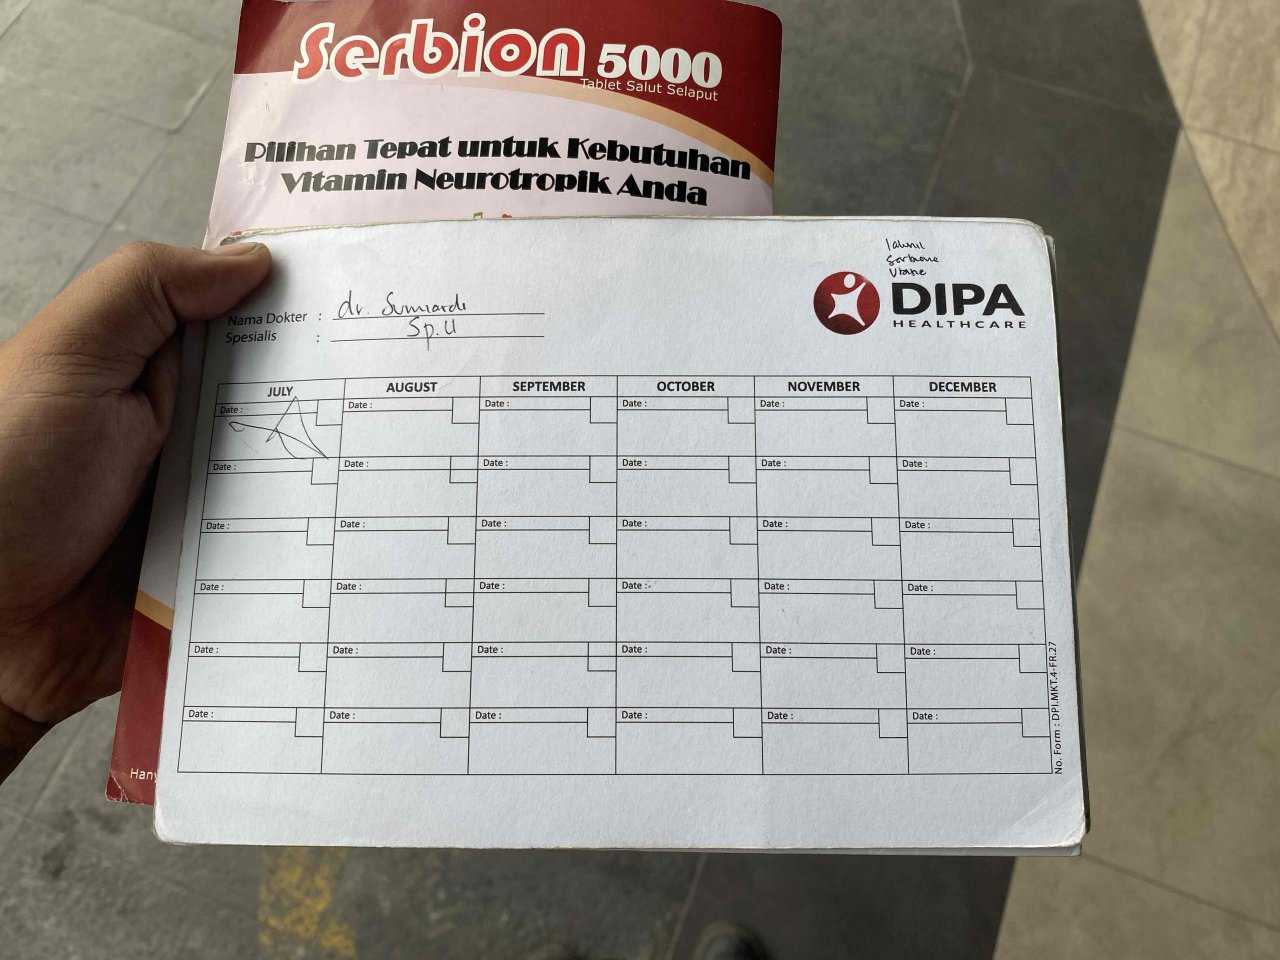 Serbion 5000
Tablet Salut Selaput
Pilihan Tepat untuk Kebutuhan
Vitamin Neurotropik Anda
DIPA
HEALTHCARE
Nama Dokter : dr. Sumiardi
Spesialis : Sp.U
JULY AUGUST SEPTEMBER OCTOBER NOVEMBER DECEMBER
Date : Date : Date : Date : Date : Date :
Date : Date : Date : Date : Date : Date :
Date : Date : Date : Date : Date : Date :
Date : Date : Date : Date :- Date : Date :
Date : Date : Date : Date : Date : Date :
Date : Date : Date : Date : Date : Date :
No. Form : DPI.MKT.4-FR.27
Hany